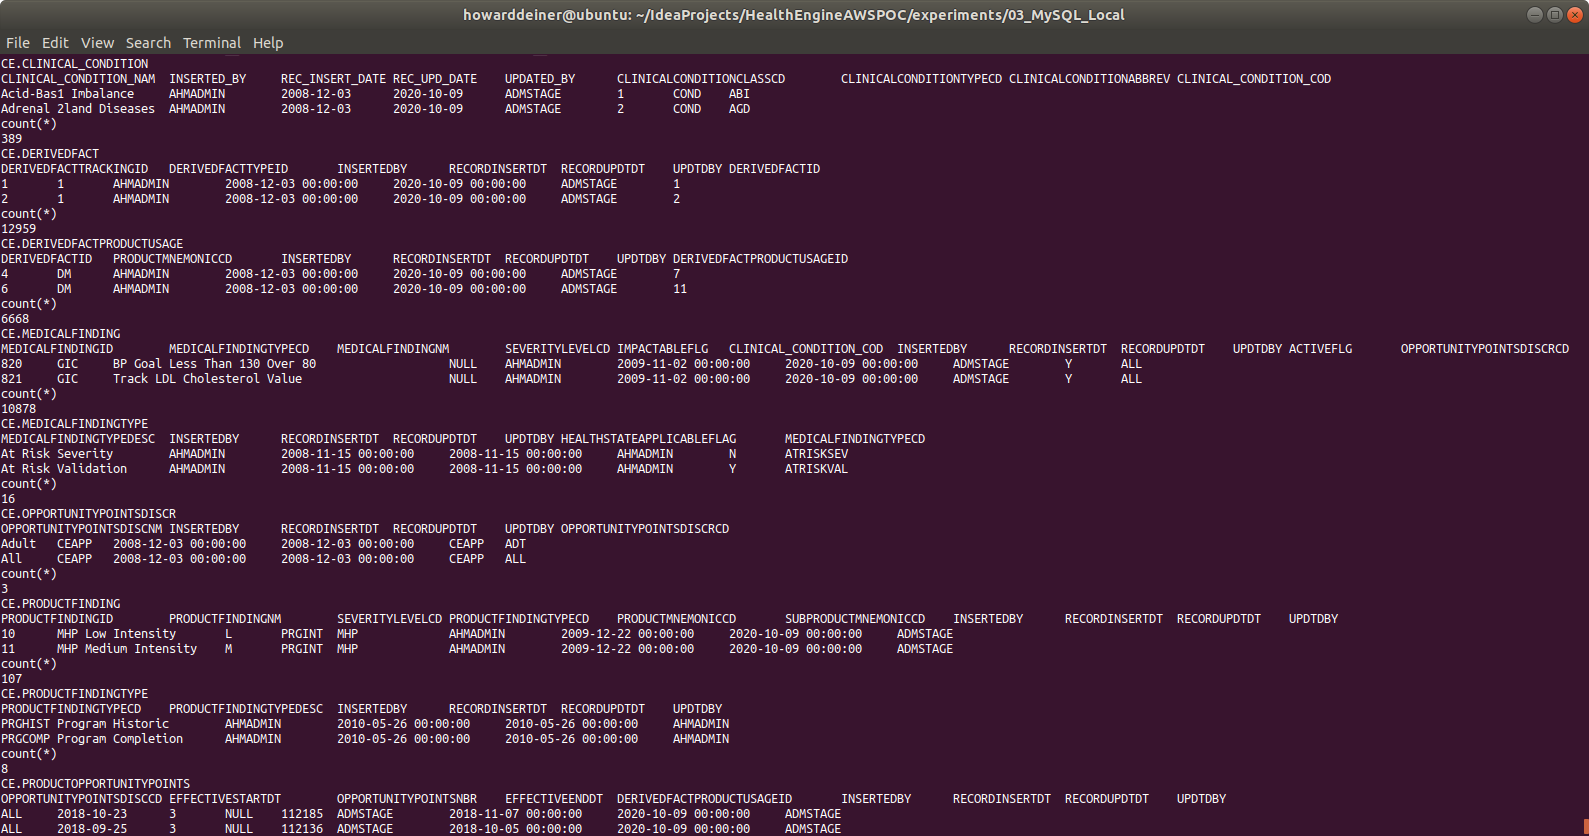 howarddeiner@ubuntu: ~/IdeaProjects/HealthEngineAWSPOC/experiments/03_MySQL_Local
File Edit View Search Terminal Help
CE.CLINICAL_CONDITION
CLINICAL_CONDITION_NAM INSERTED_BY REC_INSERT_DATE REC_UPD_DATE UPDATED_BY CLINICALCONDITIONCLASSCD CLINICALCONDITIONTYPECD CLINICALCONDITIONABBREV CLINICAL_CONDITION_COD
Acid-Bas1 Imbalance AHMADMIN 2008-12-03 2020-10-09 ADMSTAGE 1 COND ABI
Adrenal 2land Diseases AHMADMIN 2008-12-03 2020-10-09 ADMSTAGE 2 COND AGD
count(*)
389
CE.DERIVEDFACT
DERIVEDFACTTRACKINGID DERIVEDFACTTYPEID INSERTEDBY RECORDINSERTDT RECORDUPDTDT UPDTDBY DERIVEDFACTID
1 1 AHMADMIN 2008-12-03 00:00:00 2020-10-09 00:00:00 ADMSTAGE 1
2 1 AHMADMIN 2008-12-03 00:00:00 2020-10-09 00:00:00 ADMSTAGE 2
count(*)
12959
CE.DERIVEDFACTPRODUCTUSAGE
DERIVEDFACTID PRODUCTMNEMONICCD INSERTEDBY RECORDINSERTDT RECORDUPDTDT UPDTDBY DERIVEDFACTPRODUCTUSAGEID
4 DM AHMADMIN 2008-12-03 00:00:00 2020-10-09 00:00:00 ADMSTAGE 7
6 DM AHMADMIN 2008-12-03 00:00:00 2020-10-09 00:00:00 ADMSTAGE 11
count(*)
6668
CE.MEDICALFINDING
MEDICALFINDINGID MEDICALFINDINGTYPECD MEDICALFINDINGNM SEVERITYLEVELCD IMPACTABLEFLG CLINICAL_CONDITION_COD INSERTEDBY RECORDINSERTDT RECORDUPDTDT UPDTDBY ACTIVEFLG OPPORTUNITYPOINTSDISCRCD
820 GIC BP Goal Less Than 130 Over 80 NULL AHMADMIN 2009-11-02 00:00:00 2020-10-09 00:00:00 ADMSTAGE Y ALL
821 GIC Track LDL Cholesterol Value NULL AHMADMIN 2009-11-02 00:00:00 2020-10-09 00:00:00 ADMSTAGE Y ALL
count(*)
10878
CE.MEDICALFINDINGTYPE
MEDICALFINDINGTYPEDESC INSERTEDBY RECORDINSERTDT RECORDUPDTDT UPDTDBY HEALTHSTATEAPPLICABLEFLAG MEDICALFINDINGTYPECD
At Risk Severity AHMADMIN 2008-11-15 00:00:00 2008-11-15 00:00:00 AHMADMIN N ATRISKSEV
At Risk Validation AHMADMIN 2008-11-15 00:00:00 2008-11-15 00:00:00 AHMADMIN Y ATRISKVAL
count(*)
16
CE.OPPORTUNITYPOINTSDISCR
OPPORTUNITYPOINTSDISCNM INSERTEDBY RECORDINSERTDT RECORDUPDTDT UPDTDBY OPPORTUNITYPOINTSDISCRCD
Adult CEAPP 2008-12-03 00:00:00 2008-12-03 00:00:00 CEAPP ADT
All CEAPP 2008-12-03 00:00:00 2008-12-03 00:00:00 CEAPP ALL
count(*)
3
CE.PRODUCTFINDING
PRODUCTFINDINGID PRODUCTFINDINGNM SEVERITYLEVELCD PRODUCTFINDINGTYPECD PRODUCTMNEMONICCD SUBPRODUCTMNEMONICCD INSERTEDBY RECORDINSERTDT RECORDUPDTDT UPDTDBY
10 MHP Low Intensity L PRGINT MHP AHMADMIN 2009-12-22 00:00:00 2020-10-09 00:00:00 ADMSTAGE
11 MHP Medium Intensity M PRGINT MHP AHMADMIN 2009-12-22 00:00:00 2020-10-09 00:00:00 ADMSTAGE
count(*)
107
CE.PRODUCTFINDINGTYPE
PRODUCTFINDINGTYPECD PRODUCTFINDINGTYPEDESC INSERTEDBY RECORDINSERTDT RECORDUPDTDT UPDTDBY
PRGHIST Program Historic AHMADMIN 2010-05-26 00:00:00 2010-05-26 00:00:00 AHMADMIN
PRGCOMP Program Completion AHMADMIN 2010-05-26 00:00:00 2010-05-26 00:00:00 AHMADMIN
count(*)
8
CE.PRODUCTOPPORTUNITYPOINTS
OPPORTUNITYPOINTSDISCCD EFFECTIVESTARTDT OPPORTUNITYPOINTSNBR EFFECTIVEENDDT DERIVEDFACTPRODUCTUSAGEID INSERTEDBY RECORDINSERTDT RECORDUPDTDT UPDTDBY
ALL 2018-10-23 3 NULL 112185 ADMSTAGE 2018-11-07 00:00:00 2020-10-09 00:00:00 ADMSTAGE
ALL 2018-09-25 3 NULL 112136 ADMSTAGE 2018-10-05 00:00:00 2020-10-09 00:00:00 ADMSTAGE